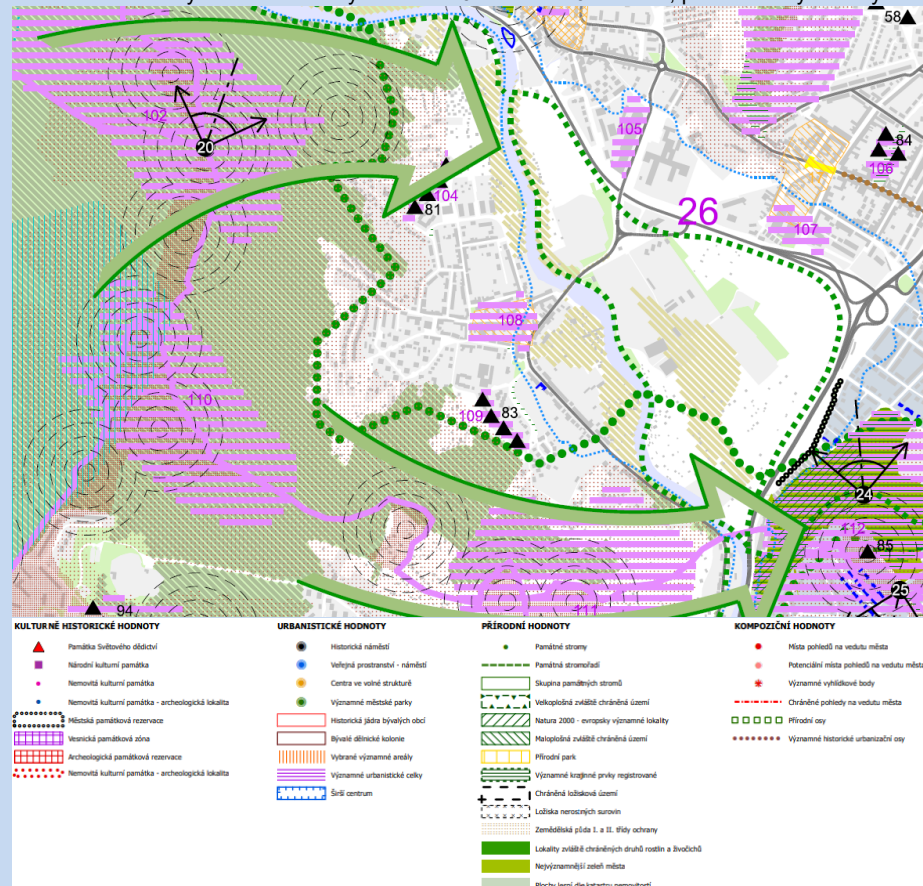 58
102
20
105
84
106
104
81
26
107
108
110
109
83
24
112
85
25
94
111
KULTURNĚ HISTORICKÉ HODNOTY
Památka Světového dědictví
Národní kulturní památka
Nemovitá kulturní památka
Nemovitá kulturní památka - archeologická lokalita
Městská památková rezervace
Vesnická památková zóna
Archeologická památková rezervace
Nemovitá kulturní památka - archeologická lokalita
URBANISTICKÉ HODNOTY
Historická náměstí
Veřejná prostranství - náměstí
Centra ve volné struktuře
Významné městské parky
Historická jádra bývalých obcí
Bývalé dělnické kolonie
Vybrané významné areály
Významné urbanistické celky
Širší centrum
PŘÍRODNÍ HODNOTY
Památné stromy
Památná stromořadí
Skupina památných stromů
Velkoplošná zvláště chráněná území
Natura 2000 - evropsky významné lokality
Maloplošná zvláště chráněná území
Přírodní park
Významné krajinné prvky registrované
Chráněná ložisková území
Ložiska nerostných surovin
Zemědělská půda I. a II. třídy ochrany
Lokality zvláště chráněných druhů rostlin a živočichů
Nejvýznamnější zeleň města
Plochy lesní dle katastru nemovitostí
KOMPOZIČNÍ HODNOTY
Místa pohledů na vedutu města
Potenciální místa pohledů na vedutu města
Významné vyhlídkové body
Chráněné pohledy na vedutu města
Přírodní osy
Významné historické urbanizační osy